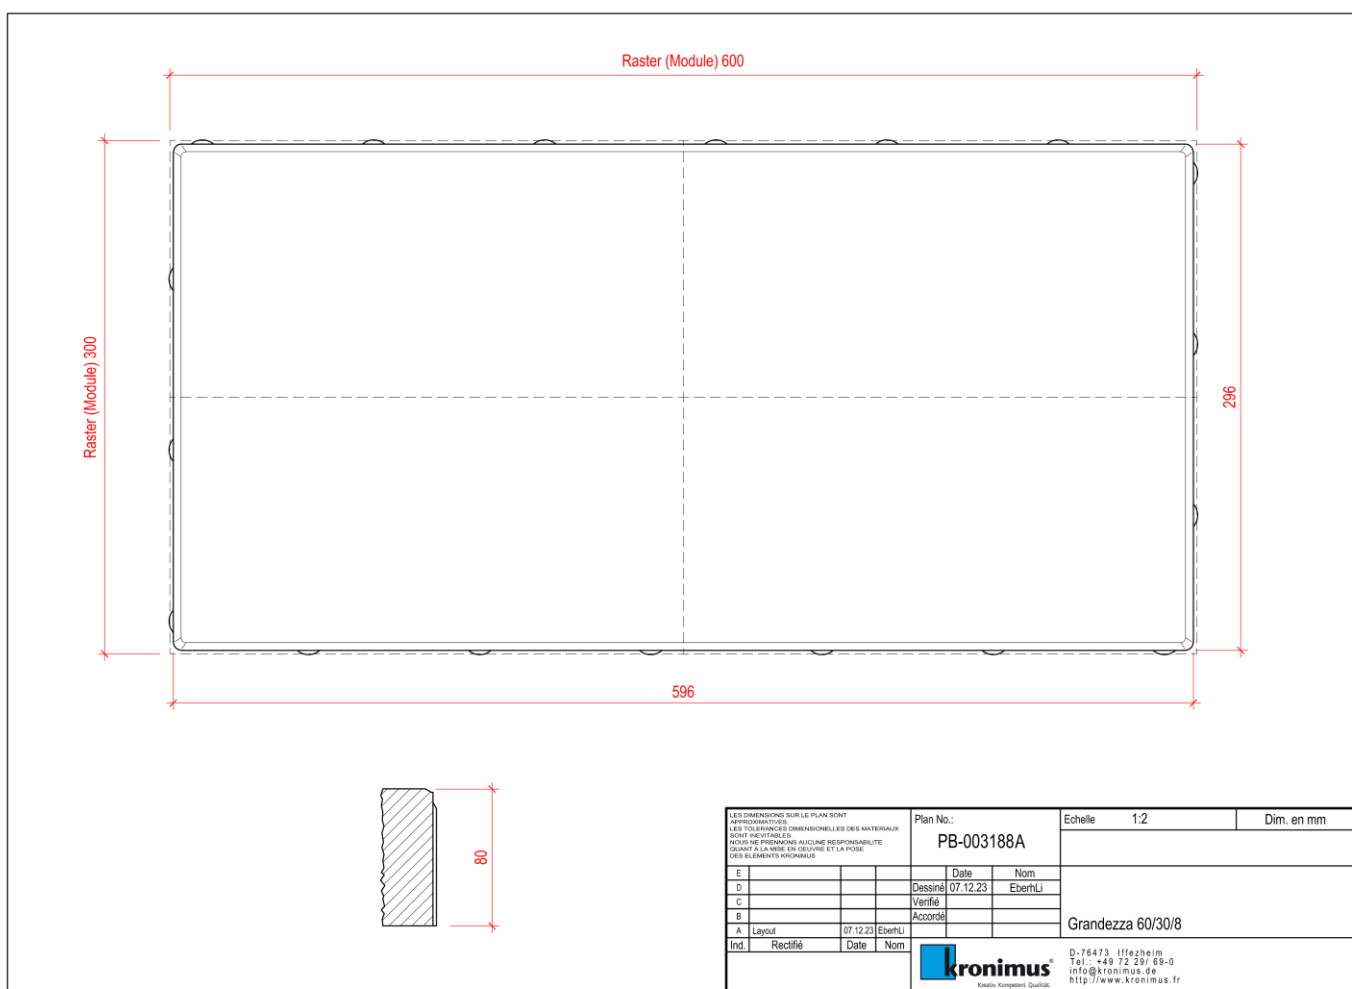 Raster (Module) 600
Raster (Module) 300
296
596
80
LES DIMENSIONS SUR LE PLAN SONT
APPROXIMATIVES,
LES TOLERANCES DIMENSIONELLES DES MATERIAUX
SONT INEVITABLES.
NOUS NE PRENNONS AUCUNE RESPONSABILITE
QUANT A LA MISE EN OEUVRE ET LA POSE
DES ELEMENTS KRONIMUS
Plan No.:
PB-003188A
Echelle 1:2 Dim. en mm
E Date Nom
D Dessiné 07.12.23 EberhLi
C Verifié
B Accordé
A Layout 07.12.23 EberhLi
Ind. Rectifié Date Nom
Grandezza 60/30/8
kronimus®
Kreativ. Kompetent. Qualität.
D-76473 Iffezheim
Tel.: +49 72 29/ 69-0
info@kronimus.de
http://www.kronimus.fr